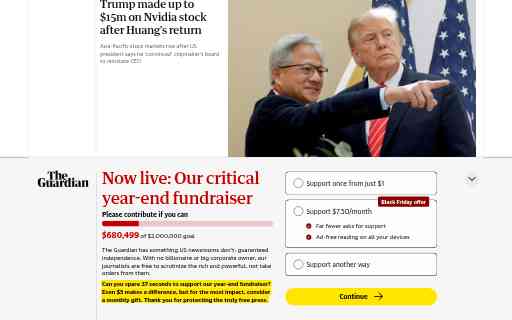 Trump made up to
$15m on Nvidia stock
after Huang's return
Asia-Pacific stock markets rise after US
president says he 'convinced' chipmaker's board
to reinstate CEO
The
Guardian
Now live: Our critical
year-end fundraiser
Please contribute if you can
$680,499 of $2,000,000 goal
The Guardian has something US newsrooms don't- guaranteed
independence. With no billionaire or big corporate owner, our
journalists are free to scrutinize the rich and powerful, not take
orders from them.
Can you spare 37 seconds to support our year-end fundraiser?
Even $5 makes a difference, but for the most impact, consider
a monthly gift. Thank you for protecting the truly free press.
Support once from just $1
Black Friday offer
Support $7.50/month
Far fewer asks for support
Ad-free reading on all your devices
Support another way
Continue →